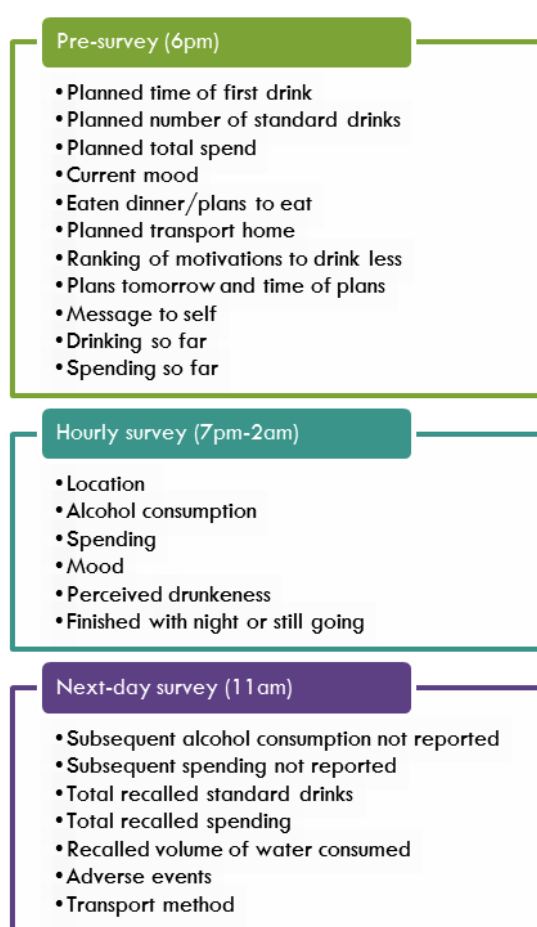 Pre-survey (6pm)
•Planned time of first drink
•Planned number of standard drinks
•Planned total spend
•Current mood
•Eaten dinner/plans to eat
•Planned transport home
•Ranking of motivations to drink less
•Plans tomorrow and time of plans
•Message to self
•Drinking so far
•Spending so far
Hourly survey (7pm-2am)
•Location
•Alcohol consumption
•Spending
•Mood
•Perceived drunkeness
•Finished with night or still going
Next-day survey (11am)
•Subsequent alcohol consumption not reported
•Subsequent spending not reported
•Total recalled standard drinks
•Total recalled spending
•Recalled volume of water consumed
•Adverse events
•Transport method